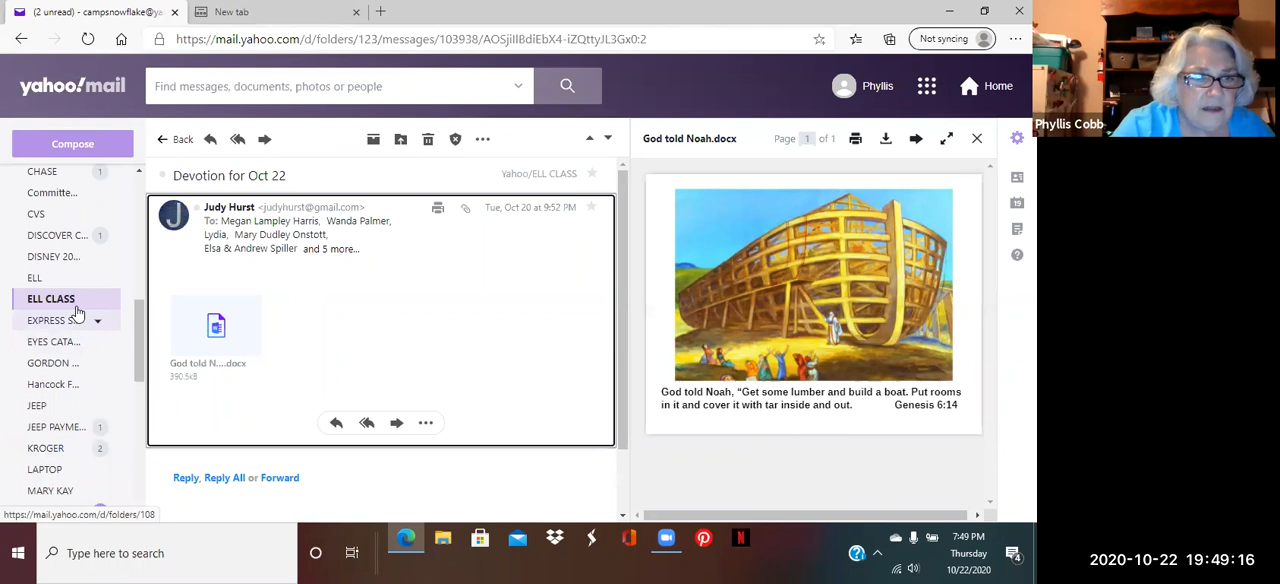 (2 unread) - campsnowflake@ya
New tab
https://mail.yahoo.com/d/folders/123/messages/103938/AOSjiIIBdiEbX4-iZQttyJL3Gx0:2
Not syncing
yahoo!mail
Find messages, documents, photos or people
Phyllis
Home
Phyllis Cobb
Compose
Back
God told Noah.docx
Page 1 of 1
CHASE 1
Committe...
CVS
DISCOVER C... 1
DISNEY 20...
ELL
ELL CLASS
EXPRESS S
EYES CATA...
GORDON ...
Hancock F...
JEEP
JEEP PAYME... 1
KROGER 2
LAPTOP
MARY KAY
Devotion for Oct 22
Yahoo/ELL CLASS
Judy Hurst <judyhurst@gmail.com>
Tue, Oct 20 at 9:52 PM
To: Megan Lampley Harris, Wanda Palmer,
Lydia, Mary Dudley Onstott,
Elsa & Andrew Spiller and 5 more...
God told N....docx
390.5kB
Reply, Reply All or Forward
God told Noah, "Get some lumber and build a boat. Put rooms
in it and cover it with tar inside and out. Genesis 6:14
19
https://mail.yahoo.com/d/folders/108
Type here to search
7:49 PM
Thursday
10/22/2020
4
2020-10-22 19:49:16